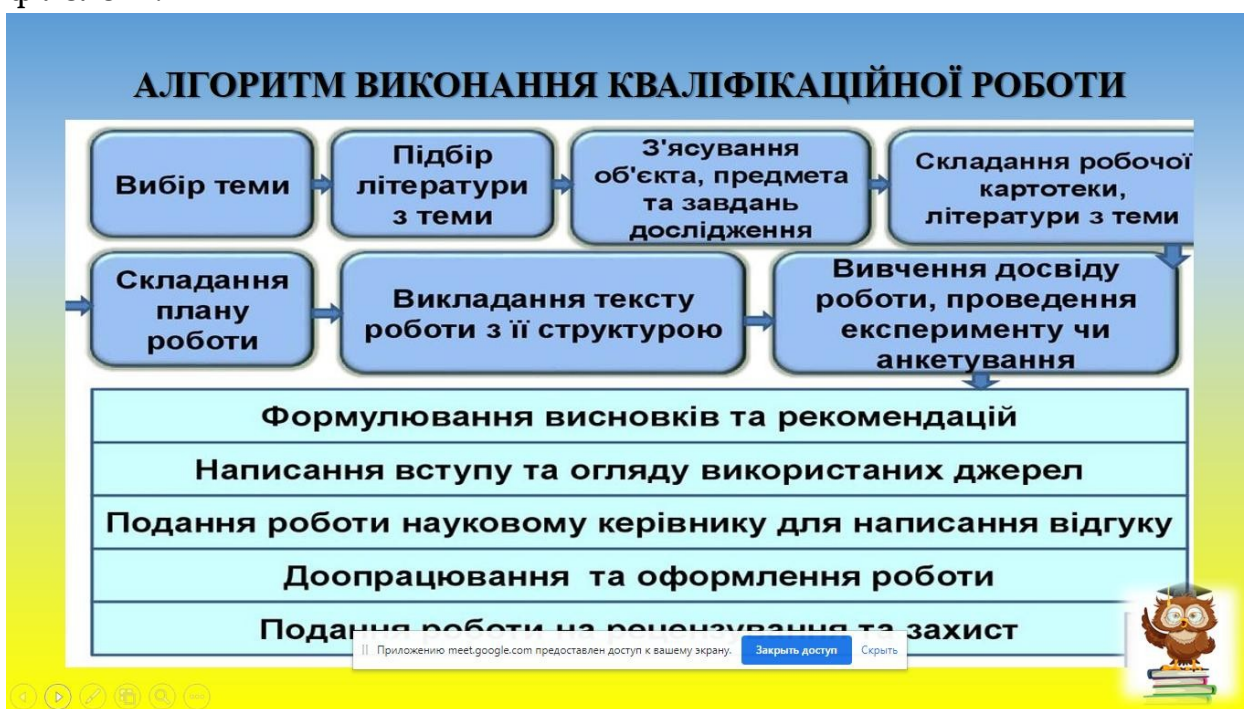 АЛГОРИТМ ВИКОНАННЯ КВАЛІФІКАЦІЙНОЇ РОБОТИ
Вибір теми
Підбір
літератури
з теми
З'ясування
об'єкта, предмета
та завдань
дослідження
Складання робочої
картотеки,
літератури з теми
Складання
плану
роботи
Викладання тексту
роботи з її структурою
Вивчення досвіду
роботи, проведення
експерименту чи
анкетування
Формулювання висновків та рекомендацій
Написання вступу та огляду використаних джерел
Подання роботи науковому керівнику для написання відгуку
Доопрацювання та оформлення роботи
Подання роботи на рецензування та захист
Приложению meet.google.com предоставлен доступ к вашему экрану.
Закрыть доступ
Скрыть